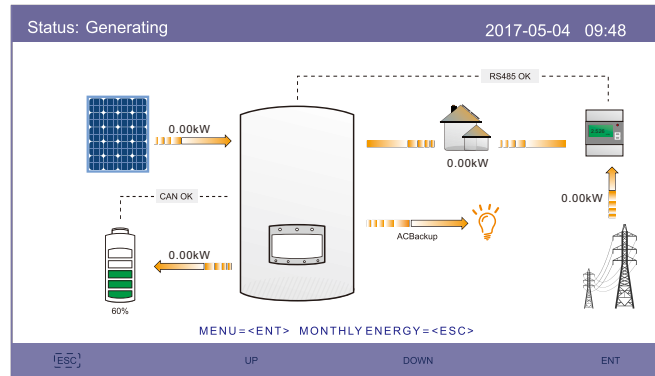 Status: Generating
2017-05-04 09:48
RS485 OK
0.00kW
0.00kW
0.00kW
CAN OK
0.00kW
ACBackup
60%
MENU=<ENT> MONTHLY ENERGY=<ESC>
ESC UP DOWN ENT